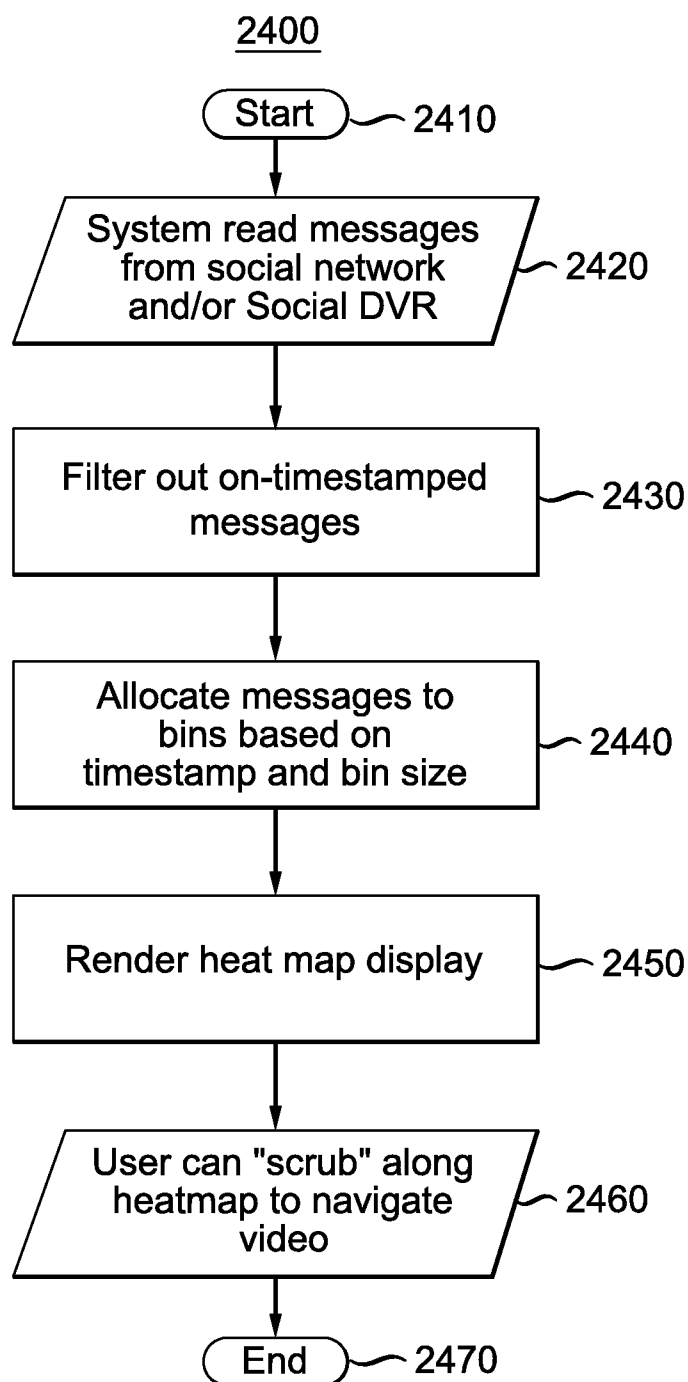 2400
Start
2410
System read messages
from social network
and/or Social DVR
2420
Filter out on-timestamped
messages
2430
Allocate messages to
bins based on
timestamp and bin size
2440
Render heat map display
2450
User can "scrub" along
heatmap to navigate
video
2460
End
2470